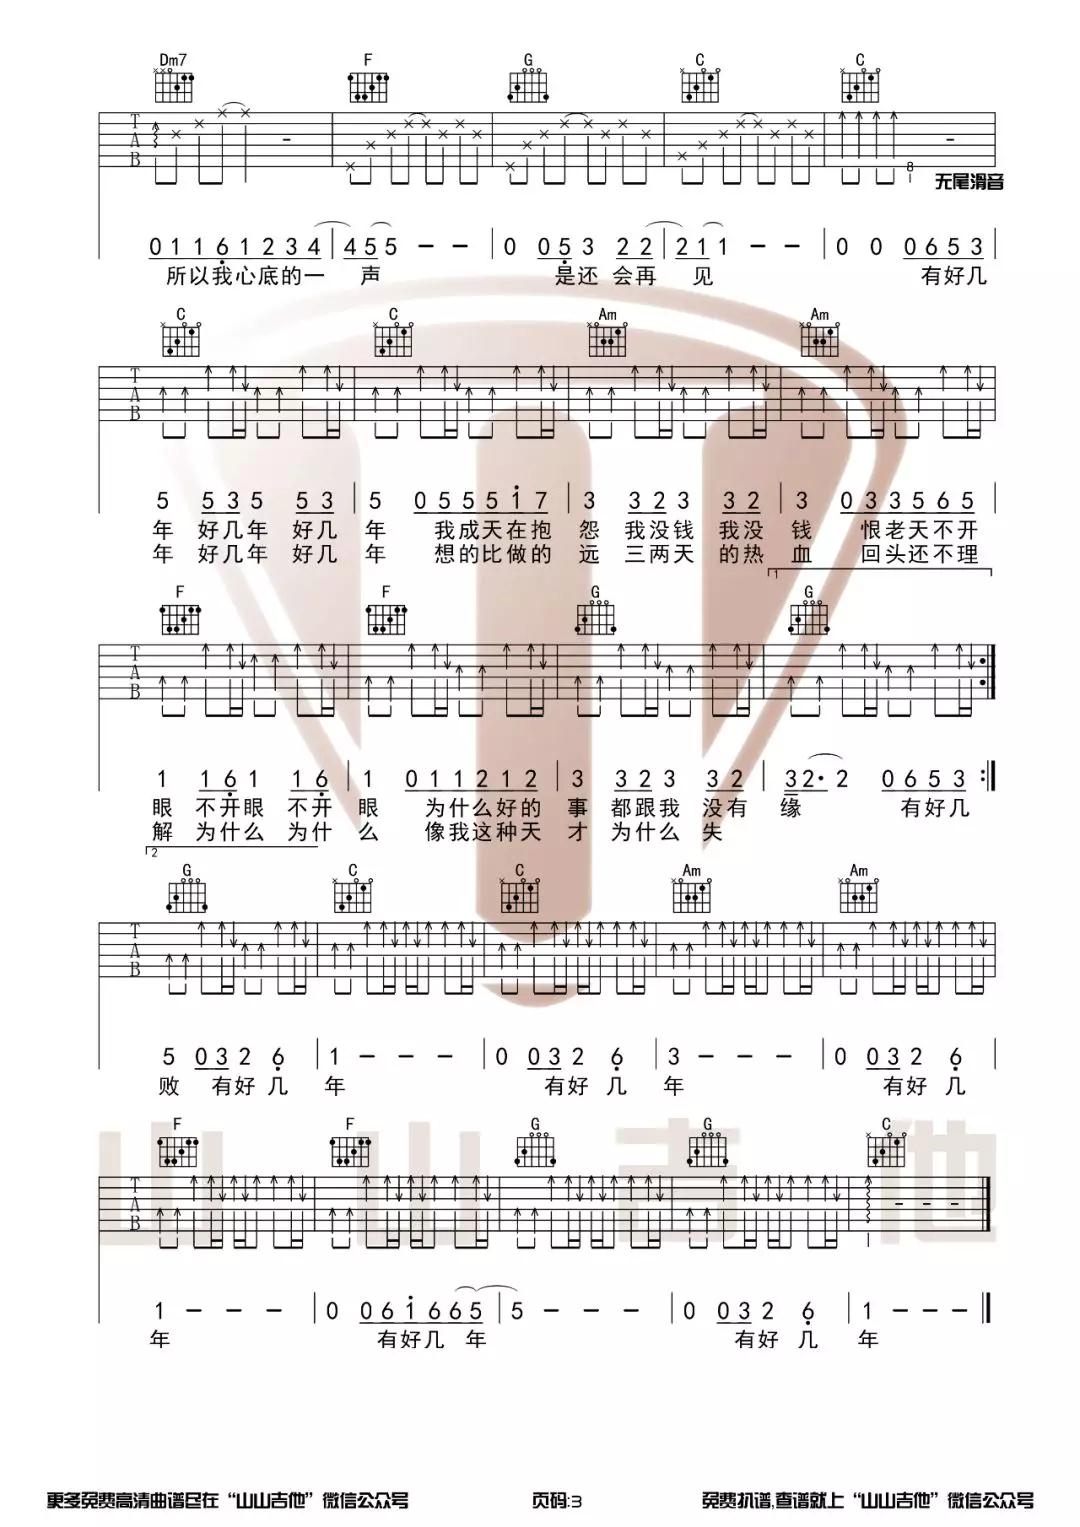 Dm7 F G C C
T A B 8 无尾滑音
0 1 1 6 1 2 3 4 | 4 5 5 - - | 0 0 5 3 2 2 | 2 1 1 - - | 0 0 0 6 5 3
所以我心底的一 声 是还 会再 见 有好几
C C Am Am
T A B
5 5 3 5 5 3 | 5 0 5 5 5 1 7 | 3 3 2 3 3 2 | 3 0 3 3 5 6 5
年 好几年 好几 年 我成天在抱 怨 我没钱 我没 钱 恨老天不开
年 好几年 好几 年 想的比做的 远 三两天 的热 血 回头还不理
1
F F G G
T A B
1 1 6 1 1 6 | 1 0 1 1 2 1 2 | 3 3 2 3 3 2 | 3 2· 2 0 6 5 3 :||
眼 不开眼 不开 眼 为什么好的 事 都跟我 没有 缘 有好几
解 为什么 为什 么 像我这种天 才 为什么 失
2
G C C Am Am
T A B
5 0 3 2 6 | 1 - - - | 0 0 3 2 6 | 3 - - - | 0 0 3 2 6
败 有好 几 年 有好 几 年 有好 几
F F G G C
T A B
1 - - - | 0 0 6 1 6 6 5 | 5 - - - | 0 0 3 2 6 | 1 - - - ||
年 有好几 年 有好 几 年
山山吉他
更多免费高清曲谱尽在“山山吉他”微信公众号 页码:3 免费扒谱,查谱就上“山山吉他”微信公众号